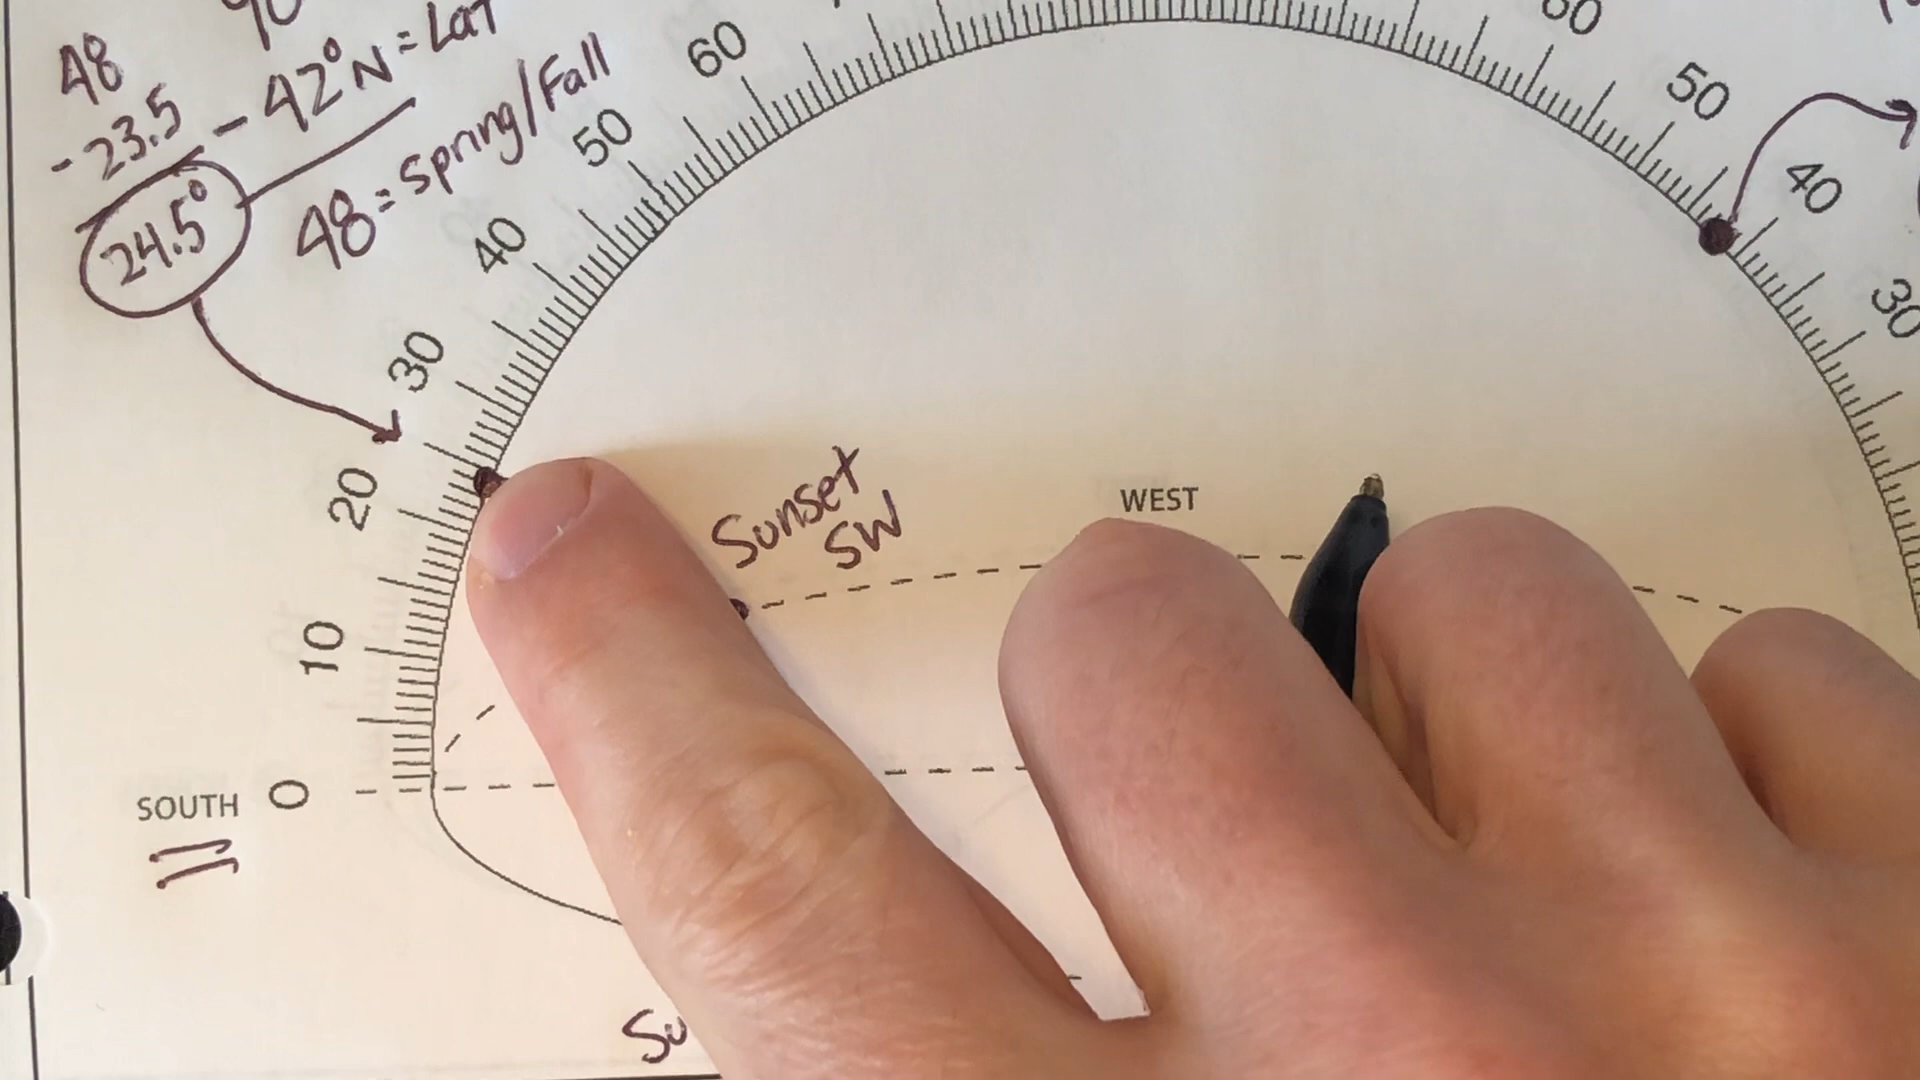 48
- 23.5
24.5°
- 42°N = Lat
48 = Spring/Fall
60
50
40
30
20
10
0
SOUTH
50
40
30
Sunset
SW
WEST
Su